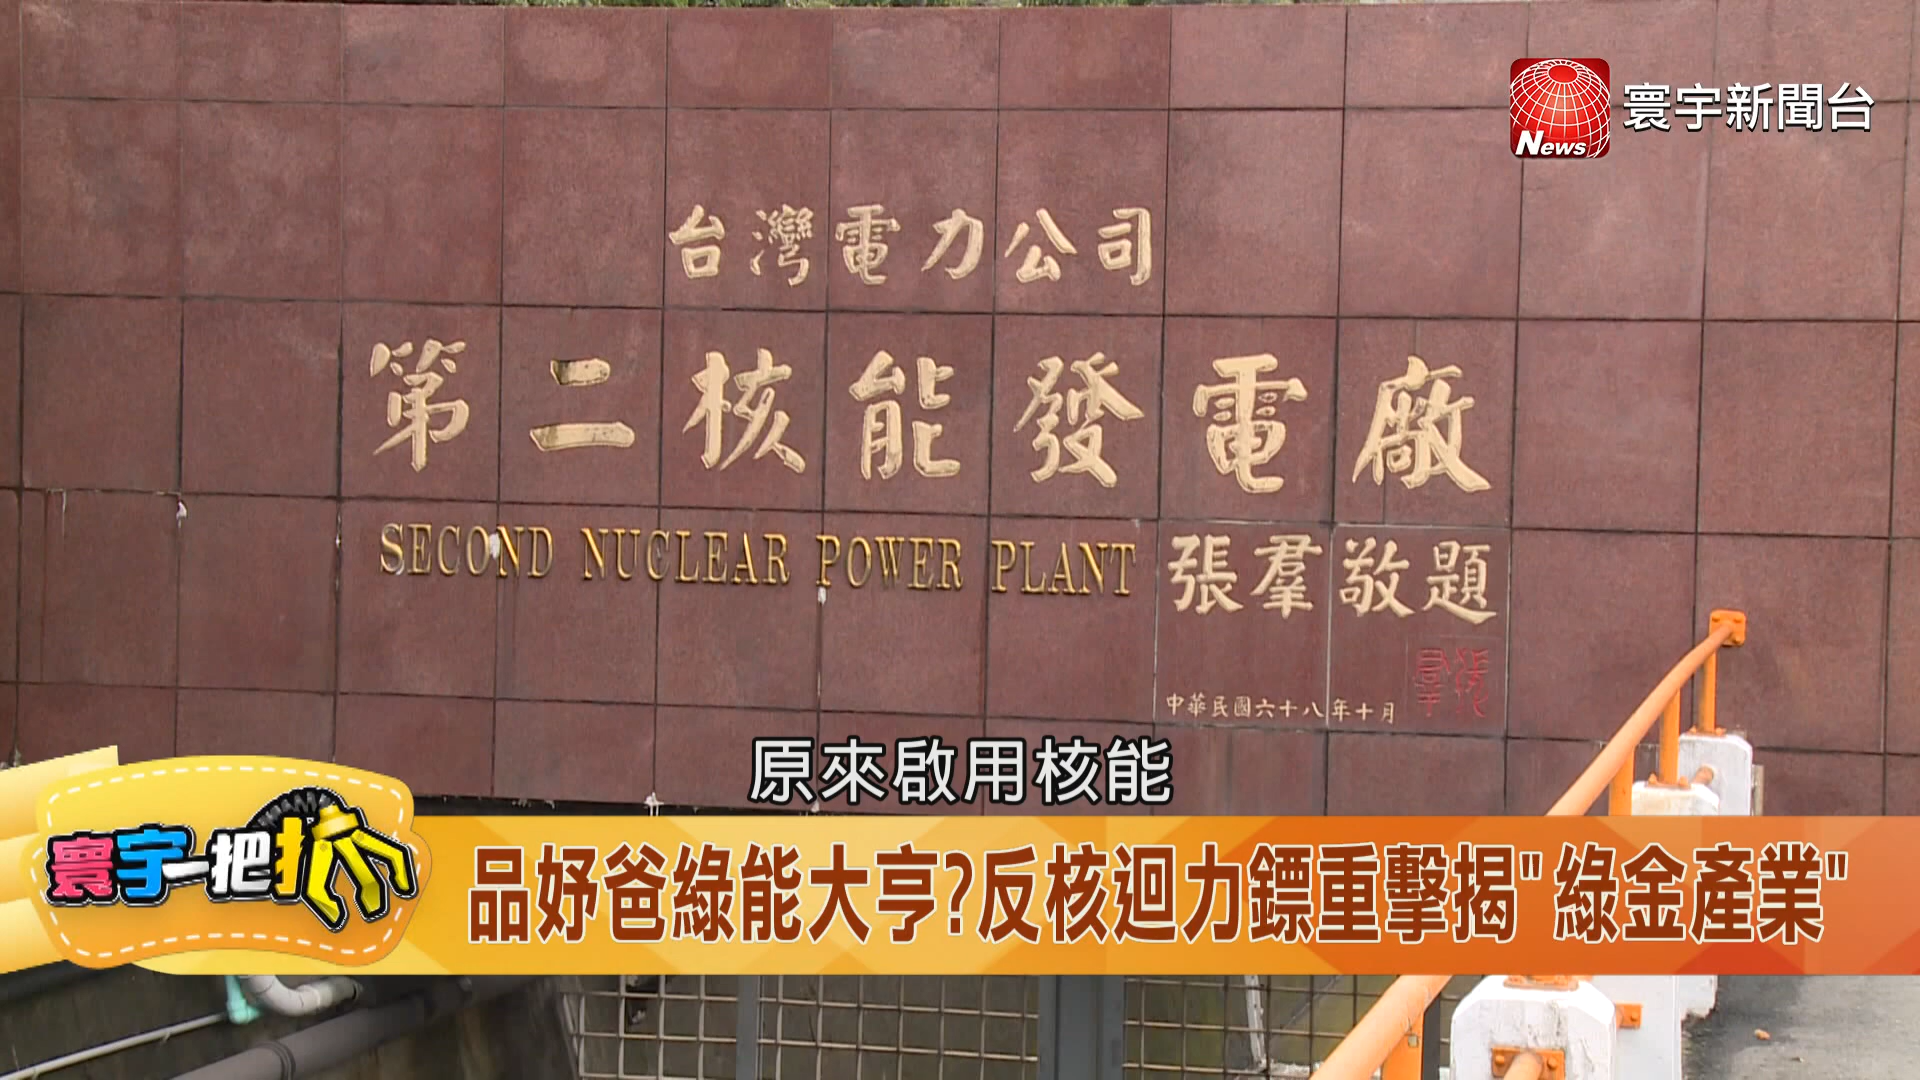 News
寰宇新聞台
台灣電力公司
第二核能發電廠
SECOND NUCLEAR POWER PLANT
張羣敬題
中華民國六十八年十月
原來啟用核能
寰宇一把抓
品妤爸綠能大亨?反核迴力鏢重擊揭"綠金產業"